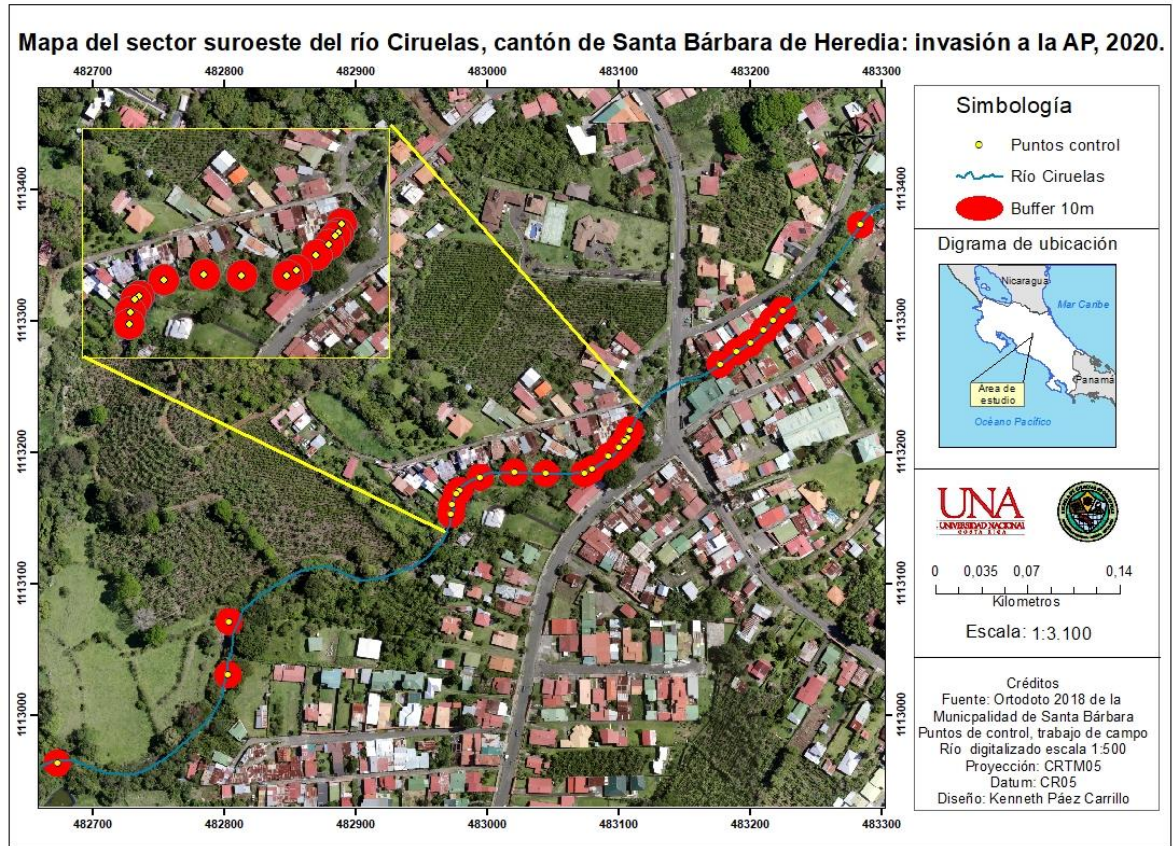 Mapa del sector suroeste del río Ciruelas, cantón de Santa Bárbara de Heredia: invasión a la AP, 2020.
482700 482800 482900 483000 483100 483200 483300
1113400
1113300
1113200
1113100
1113000
1113400
1113300
1113200
1113100
1113000
482700 482800 482900 483000 483100 483200 483300
Simbología
Puntos control
Río Ciruelas
Buffer 10m
Digrama de ubicación
Nicaragua
Mar Caribe
Panamá
Área de
estudio
Océano Pacífico
UNA
UNIVERSIDAD NACIONAL
COSTA RICA
0 0,035 0,07 0,14
Kilometros
Escala: 1:3.100
Créditos
Fuente: Ortodoto 2018 de la
Municpalidad de Santa Bárbara
Puntos de control, trabajo de campo
Río digitalizado escala 1:500
Proyección: CRTM05
Datum: CR05
Diseño: Kenneth Páez Carrillo